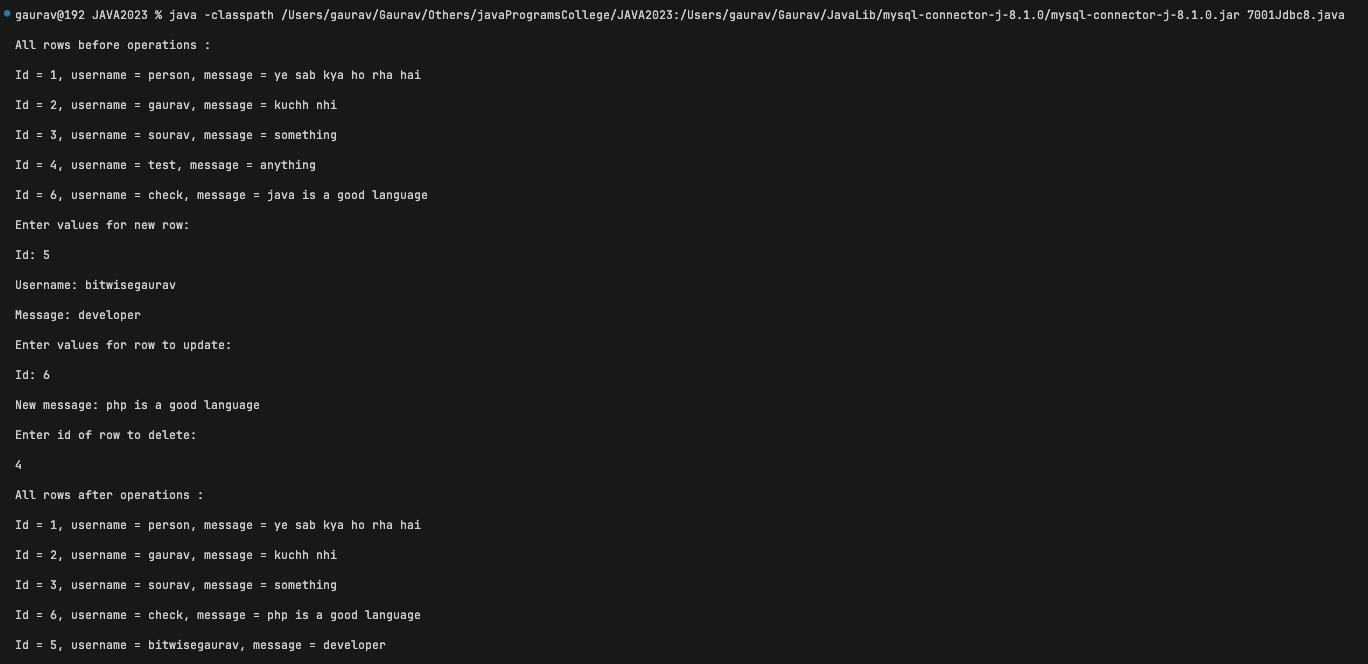 gaurav@192 JAVA2023 % java -classpath /Users/gaurav/Gaurav/Others/javaProgramsCollege/JAVA2023:/Users/gaurav/Gaurav/JavaLib/mysql-connector-j-8.1.0/mysql-connector-j-8.1.0.jar 7001Jdbc8.java
All rows before operations :
Id = 1, username = person, message = ye sab kya ho rha hai
Id = 2, username = gaurav, message = kuchh nhi
Id = 3, username = sourav, message = something
Id = 4, username = test, message = anything
Id = 6, username = check, message = java is a good language
Enter values for new row:
Id: 5
Username: bitwisegaurav
Message: developer
Enter values for row to update:
Id: 6
New message: php is a good language
Enter id of row to delete:
4
All rows after operations :
Id = 1, username = person, message = ye sab kya ho rha hai
Id = 2, username = gaurav, message = kuchh nhi
Id = 3, username = sourav, message = something
Id = 6, username = check, message = php is a good language
Id = 5, username = bitwisegaurav, message = developer